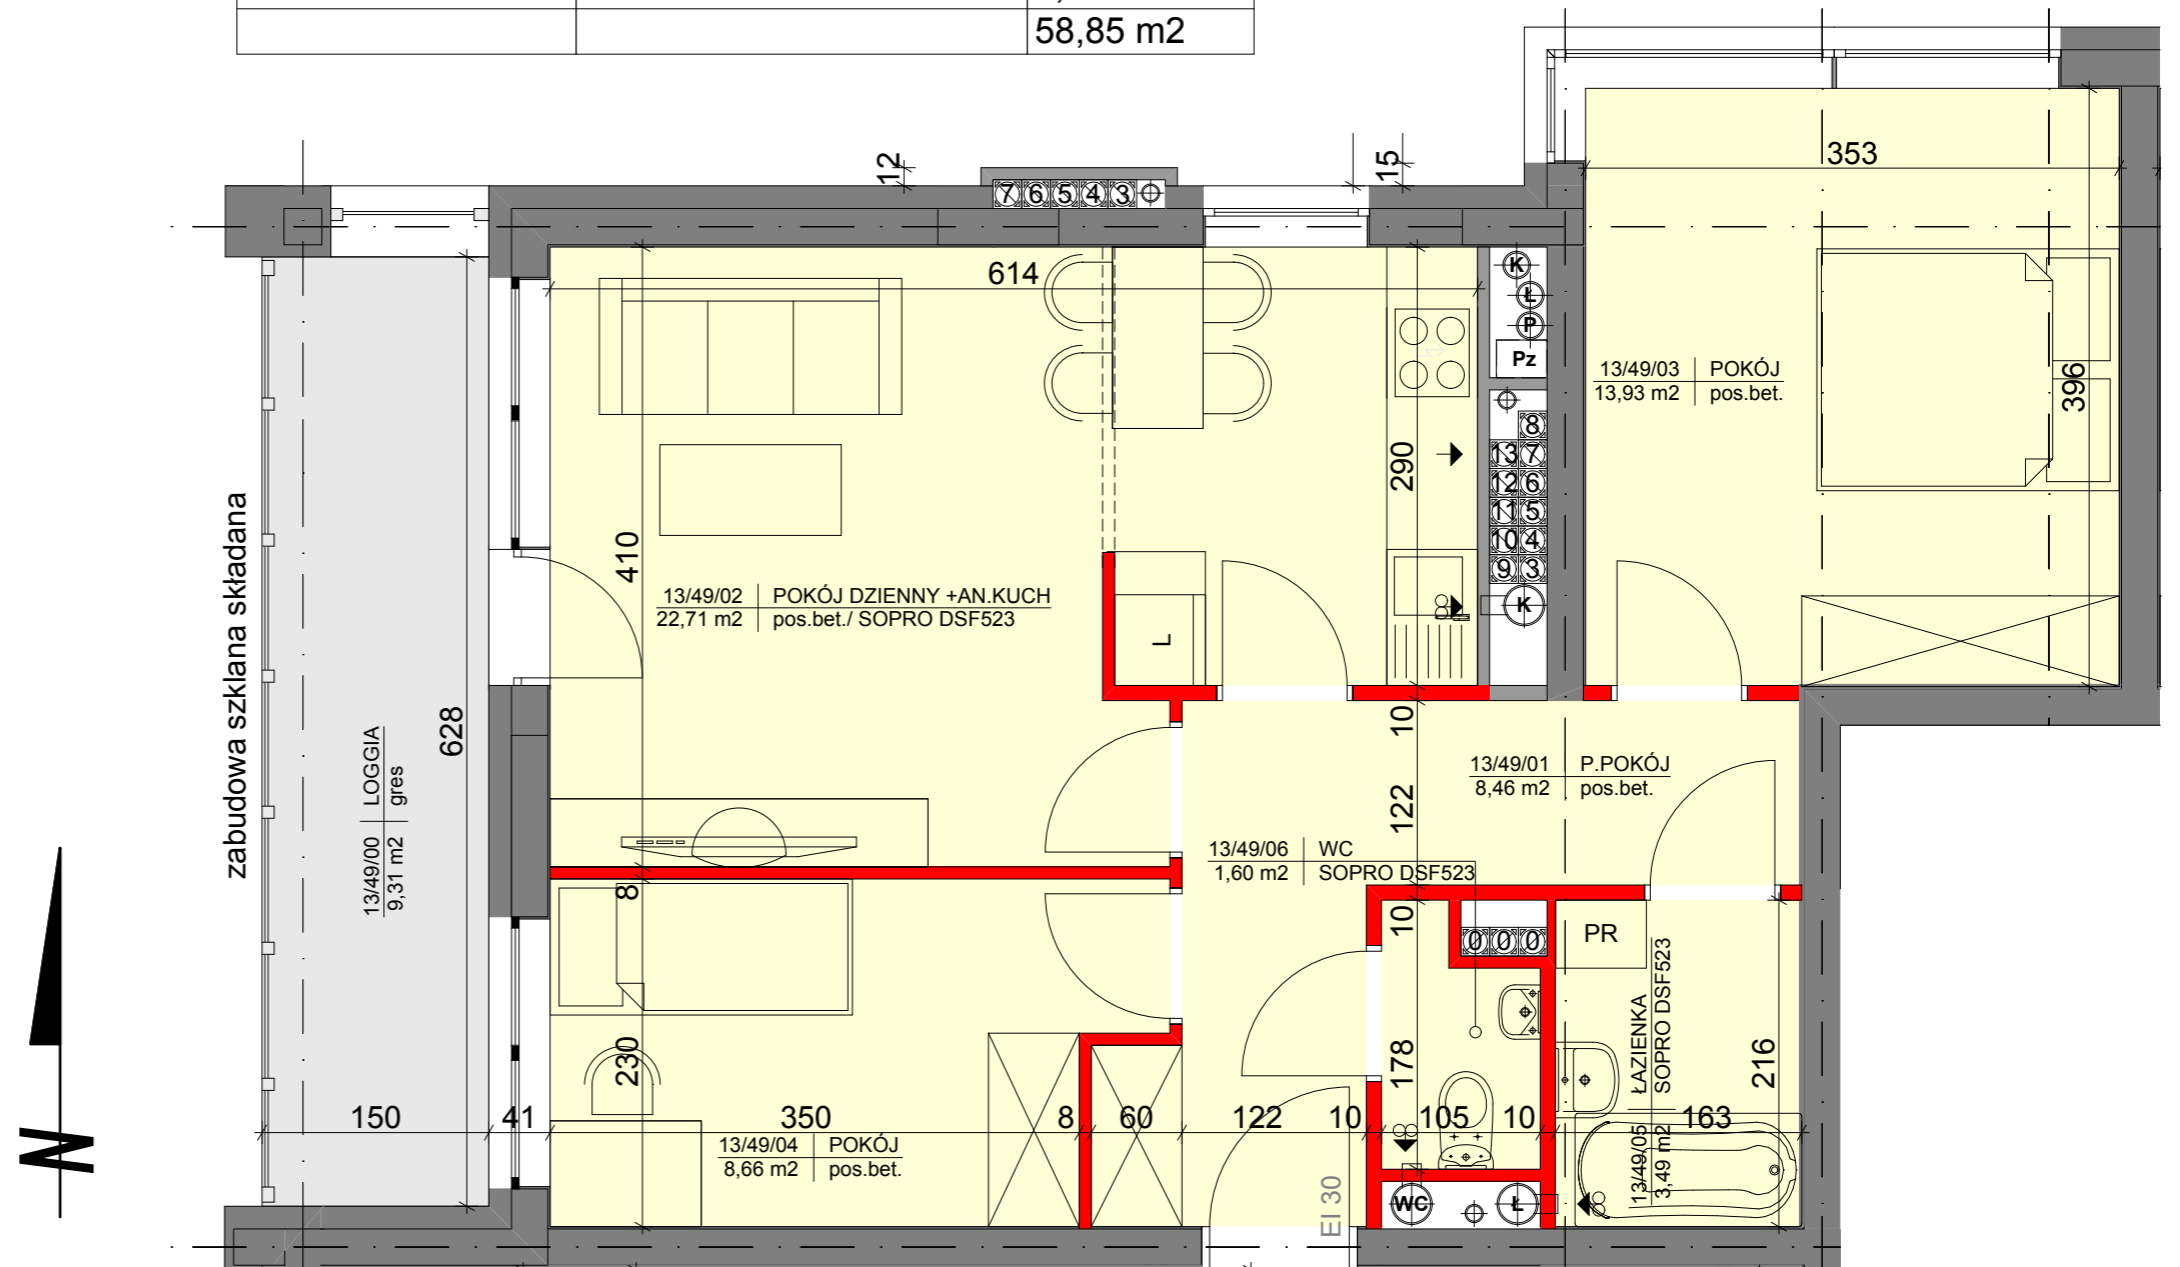 58,85 m2
12
15
353
7 6 5 4 3
614
K
Ł
P
Pz
13/49/03 POKÓJ
13,93 m2 pos.bet.
396
290
8
13 7
12 6
11 5
10 4
9 3
K
zabudowa szklana składana
410
13/49/02 POKÓJ DZIENNY +AN.KUCH
22,71 m2 pos.bet./ SOPRO DSF523
L
628
13/49/00 LOGGIA
9,31 m2 gres
10
13/49/01 P.POKÓJ
8,46 m2 pos.bet.
122
13/49/06 WC
1,60 m2 SOPRO DSF523
8
10
0 0 0
PR
230
178
216
13/49/05 ŁAZIENKA
3,49 m2 SOPRO DSF523
150
41
350
8
60
122
10
105
10
163
13/49/04 POKÓJ
8,66 m2 pos.bet.
EI 30
WC
Ł
N